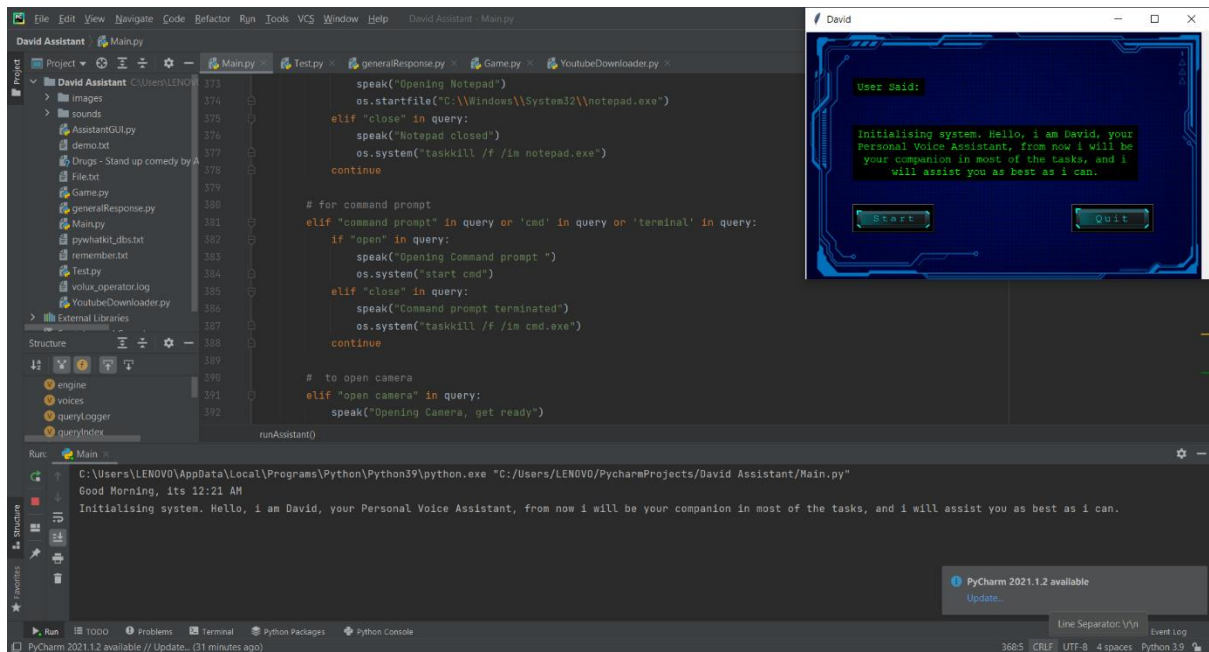 File Edit View Navigate Code Refactor Run Tools VCS Window Help David Assistant - Main.py
David Assistant Main.py
Project
Main.py Test.py generalResponse.py Game.py YoutubeDownloader.py
Project
David Assistant C:\Users\LENOV
images
sounds
AssistantGUI.py
demo.txt
Drugs - Stand up comedy by A
File.txt
Game.py
generalResponse.py
Main.py
pywhatkit_dbs.txt
remember.txt
Test.py
volux_operator.log
YoutubeDownloader.py
External Libraries
Structure
engine
voices
queryLogger
queryIndex
373 speak("Opening Notepad")
374 os.startfile("C:\\Windows\\System32\\notepad.exe")
375 elif "close" in query:
376 speak("Notepad closed")
377 os.system("taskkill /f /im notepad.exe")
378 continue
379
380 # for command prompt
381 elif "command prompt" in query or 'cmd' in query or 'terminal' in query:
382 if "open" in query:
383 speak("Opening Command prompt ")
384 os.system("start cmd")
385 elif "close" in query:
386 speak("Command prompt terminated")
387 os.system("taskkill /f /im cmd.exe")
388 continue
389
390 # to open camera
391 elif "open camera" in query:
392 speak("Opening Camera, get ready")
runAssistant()
David
User Said:
Initialising system. Hello, i am David, your
Personal Voice Assistant, from now i will be
your companion in most of the tasks, and i
will assist you as best as i can.
Start
Quit
Run: Main
C:\Users\LENOVO\AppData\Local\Programs\Python\Python39\python.exe "C:/Users/LENOVO/PycharmProjects/David Assistant/Main.py"
Good Morning, its 12:21 AM
Initialising system. Hello, i am David, your Personal Voice Assistant, from now i will be your companion in most of the tasks, and i will assist you as best as i can.
Structure
Favorites
PyCharm 2021.1.2 available
Update...
Line Separator: \r\n
Run TODO Problems Terminal Python Packages Python Console Event Log
PyCharm 2021.1.2 available // Update... (31 minutes ago) 368:5 CRLF UTF-8 4 spaces Python 3.9